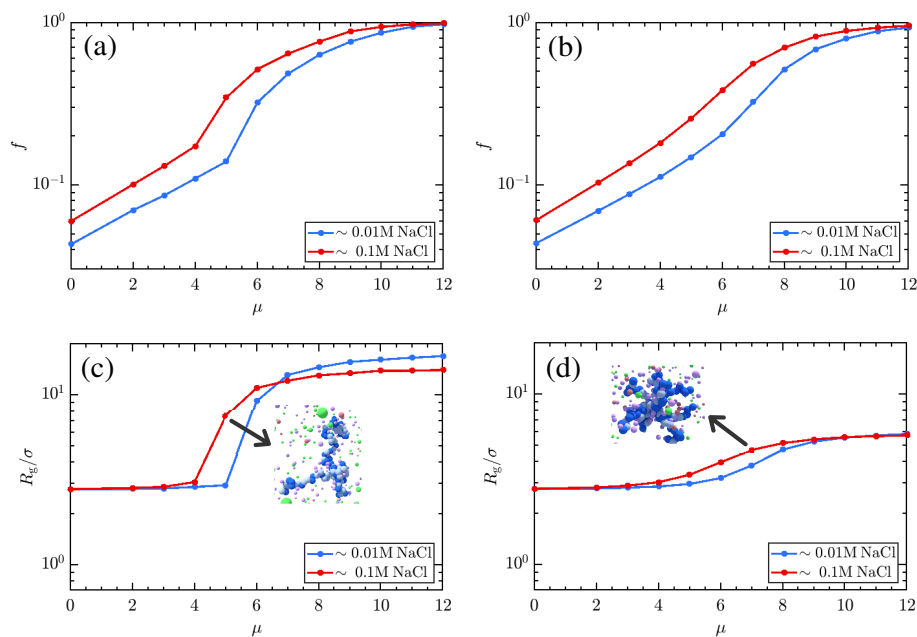 (a)
10^0
10^-1
f
0 2 4 6 8 10 12
μ
∼ 0.01M NaCl
∼ 0.1M NaCl
(b)
10^0
10^-1
f
0 2 4 6 8 10 12
μ
∼ 0.01M NaCl
∼ 0.1M NaCl
(c)
10^1
10^0
R_g/σ
0 2 4 6 8 10 12
μ
∼ 0.01M NaCl
∼ 0.1M NaCl
(d)
10^1
10^0
R_g/σ
0 2 4 6 8 10 12
μ
∼ 0.01M NaCl
∼ 0.1M NaCl